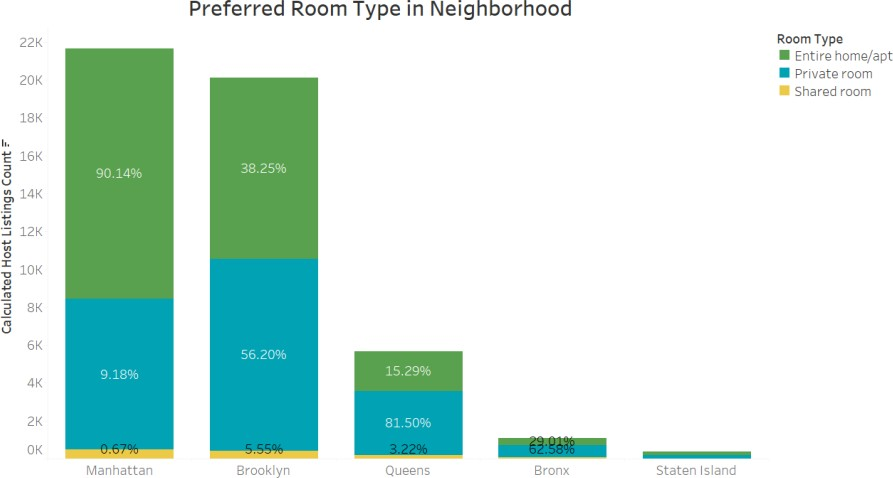 Preferred Room Type in Neighborhood
Room Type
Entire home/apt
Private room
Shared room
Calculated Host Listings Count
22K
20K
18K
16K
14K
12K
10K
8K
6K
4K
2K
0K
90.14%
9.18%
0.67%
38.25%
56.20%
5.55%
15.29%
81.50%
3.22%
29.01%
62.58%
Manhattan
Brooklyn
Queens
Bronx
Staten Island